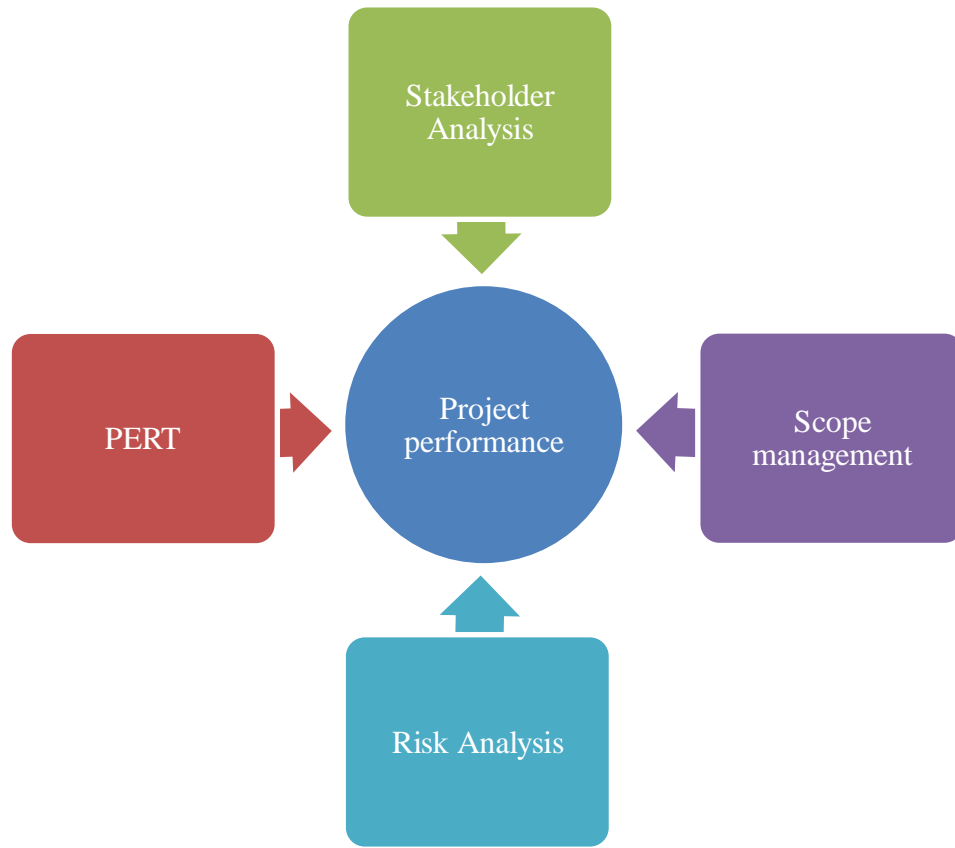 Stakeholder
Analysis
PERT
Project
performance
Scope
management
Risk Analysis